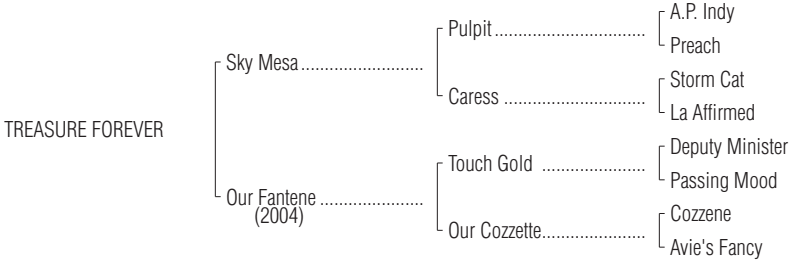 A.P. Indy
Pulpit
Preach
Sky Mesa
Storm Cat
Caress
La Affirmed
TREASURE FOREVER
Deputy Minister
Touch Gold
Passing Mood
Our Fantene
(2004)
Cozzene
Our Cozzette
Avie's Fancy